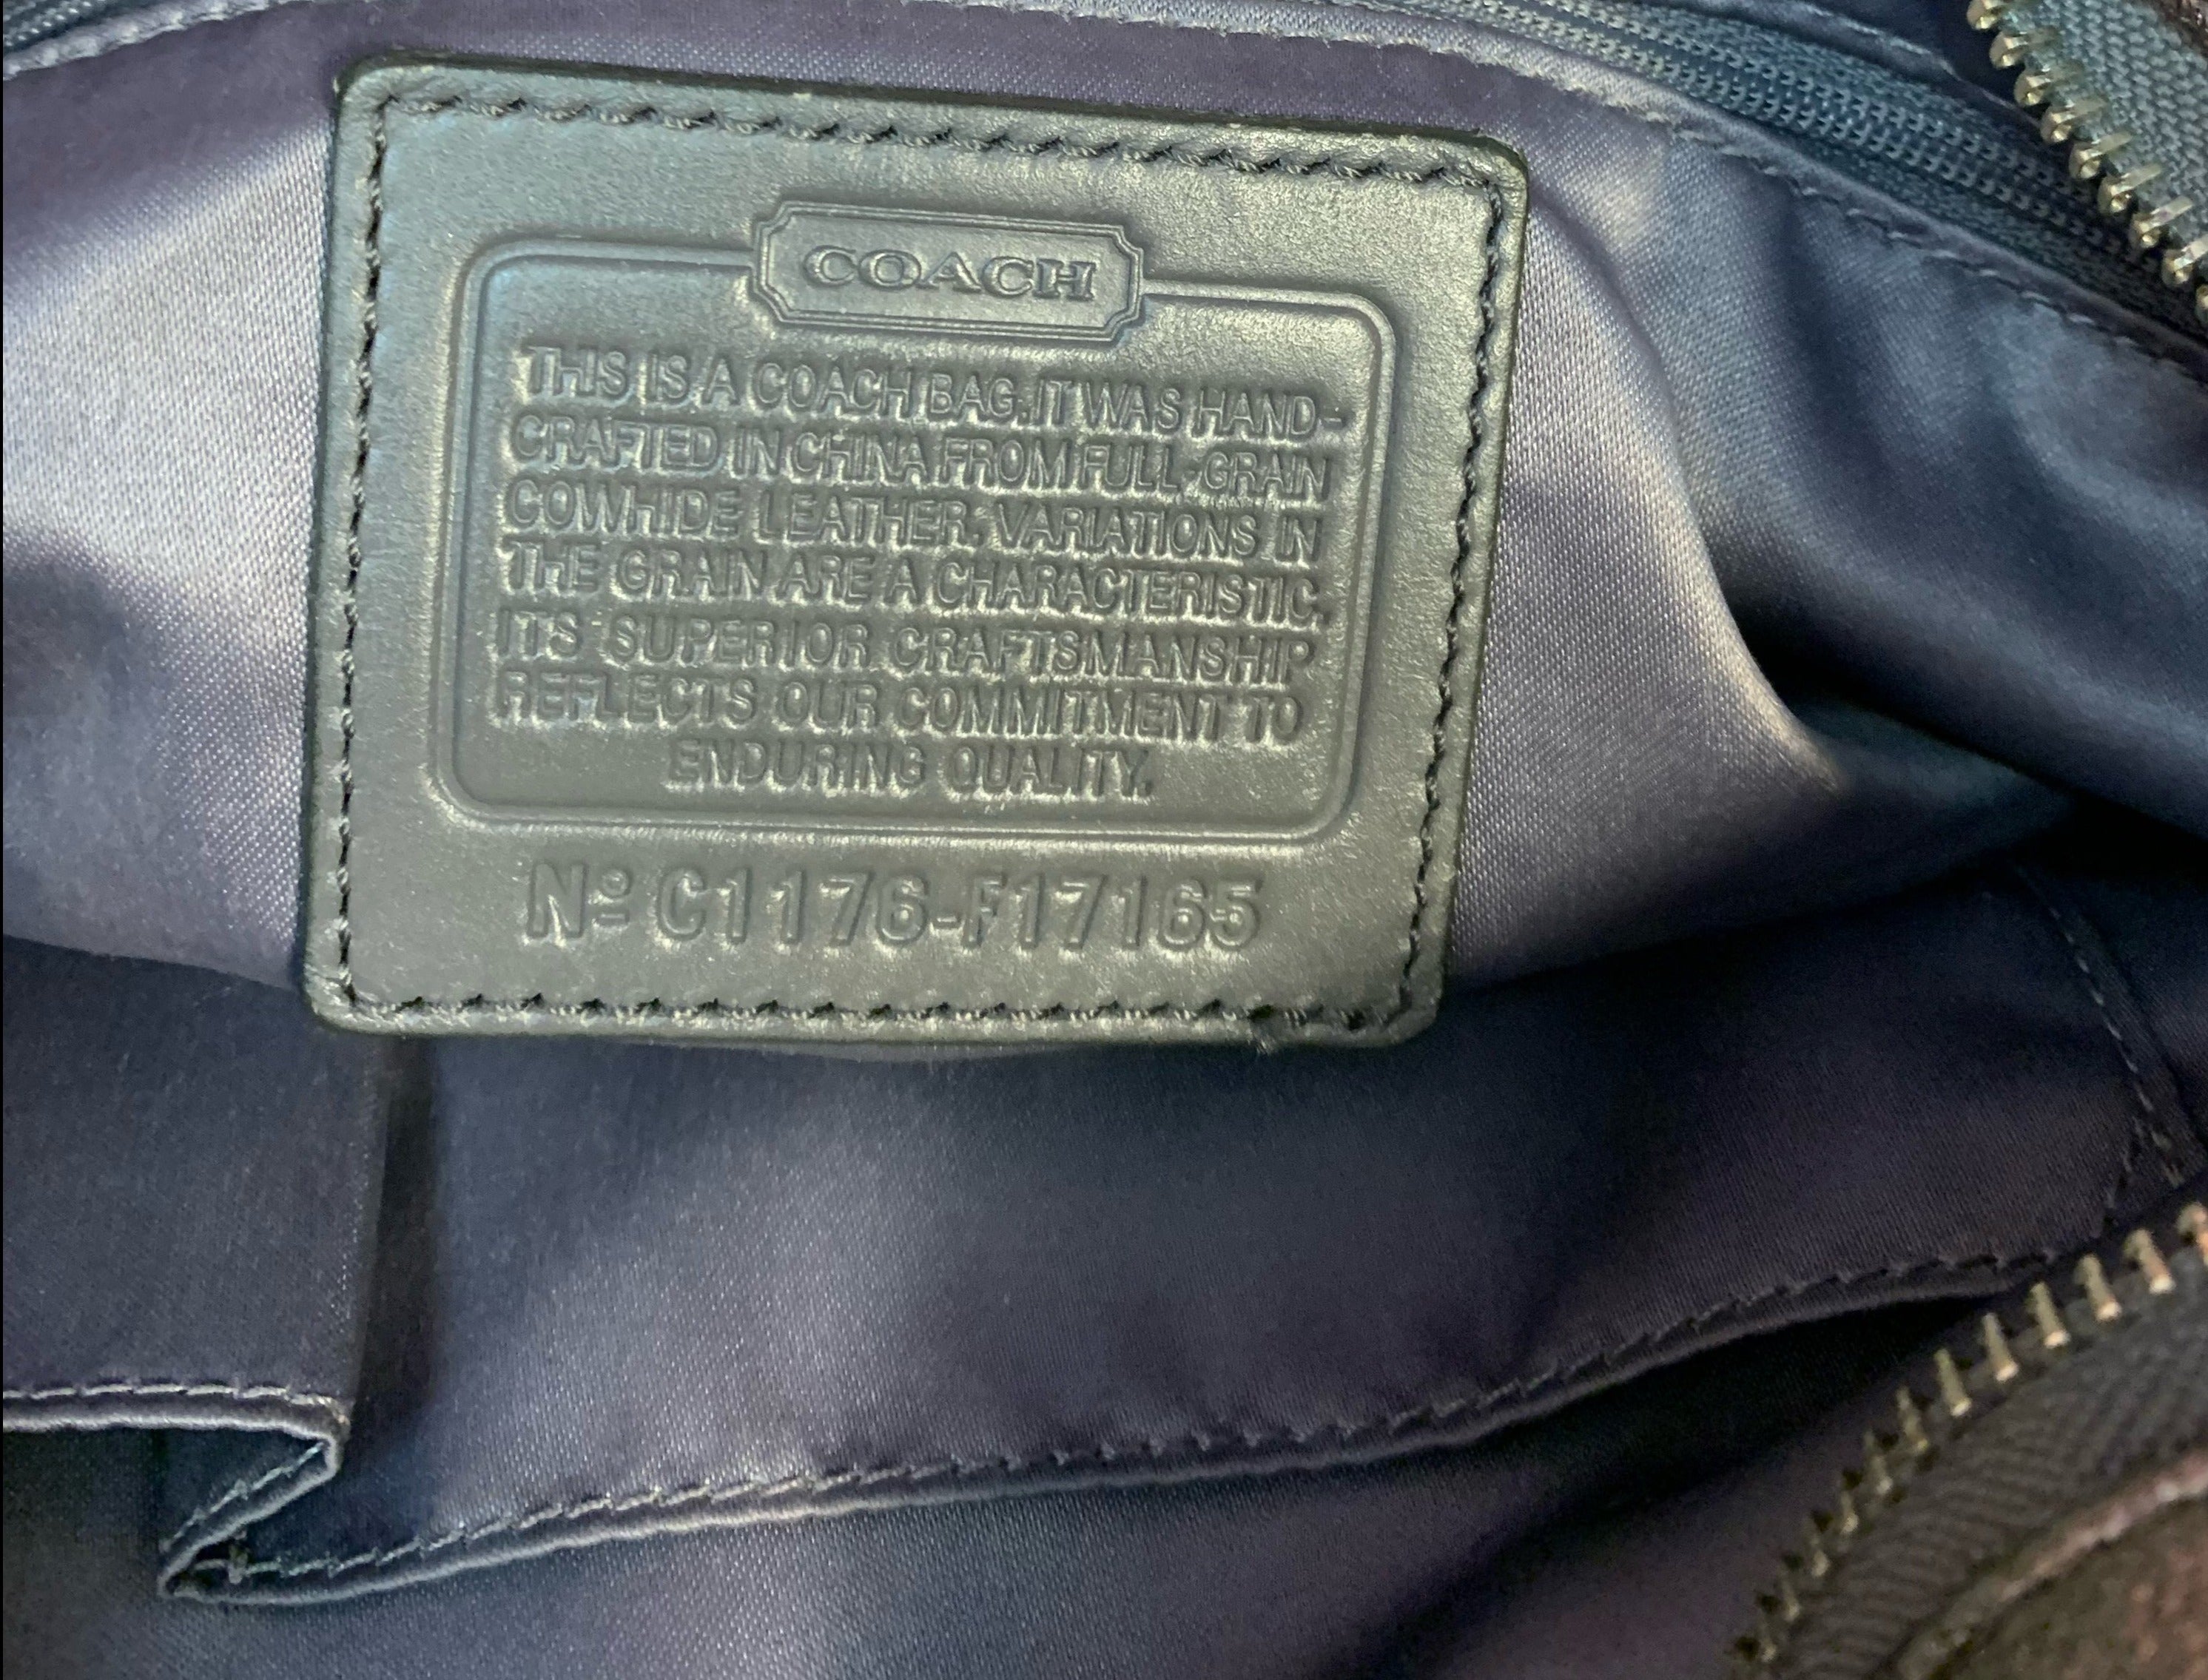 COACH
THIS IS A COACH BAG. IT WAS HAND-
CRAFTED IN CHINA FROM FULL-GRAIN
COWHIDE LEATHER. VARIATIONS IN
THE GRAIN ARE A CHARACTERISTIC.
ITS SUPERIOR CRAFTSMANSHIP
REFLECTS OUR COMMITMENT TO
ENDURING QUALITY.
Nº C1176-F17165